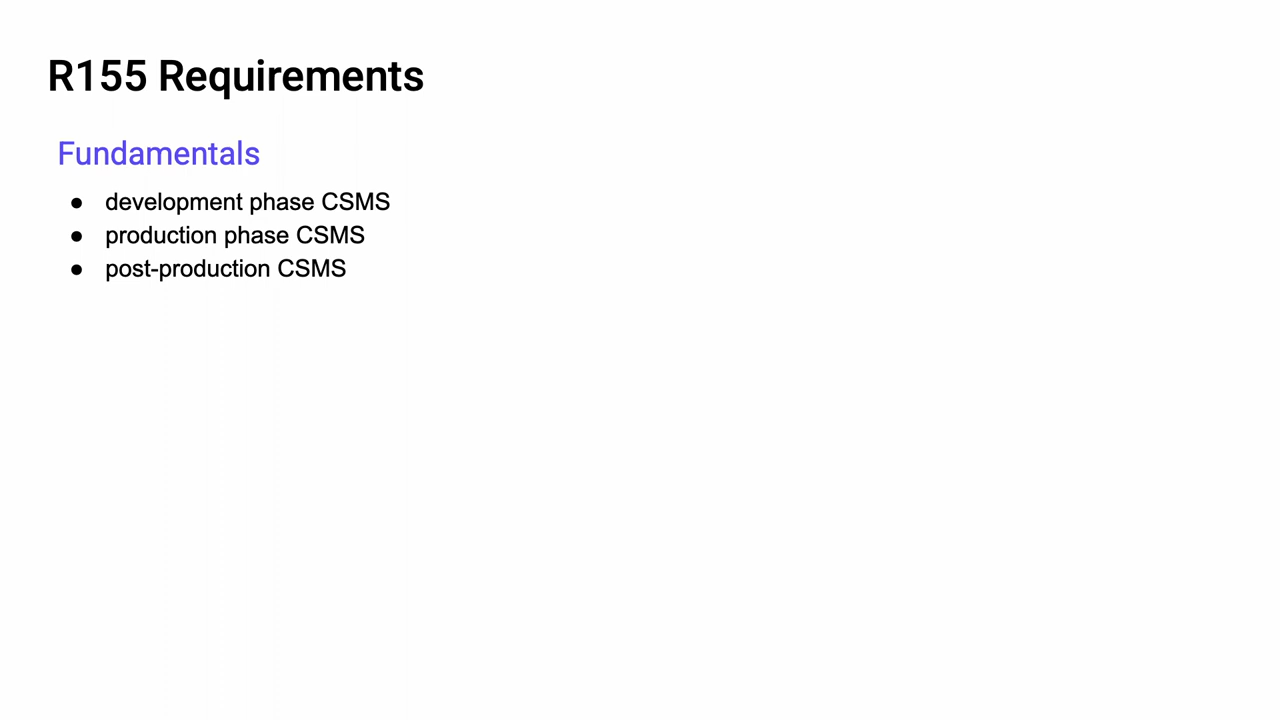 R155 Requirements
Fundamentals
● development phase CSMS
● production phase CSMS
● post-production CSMS